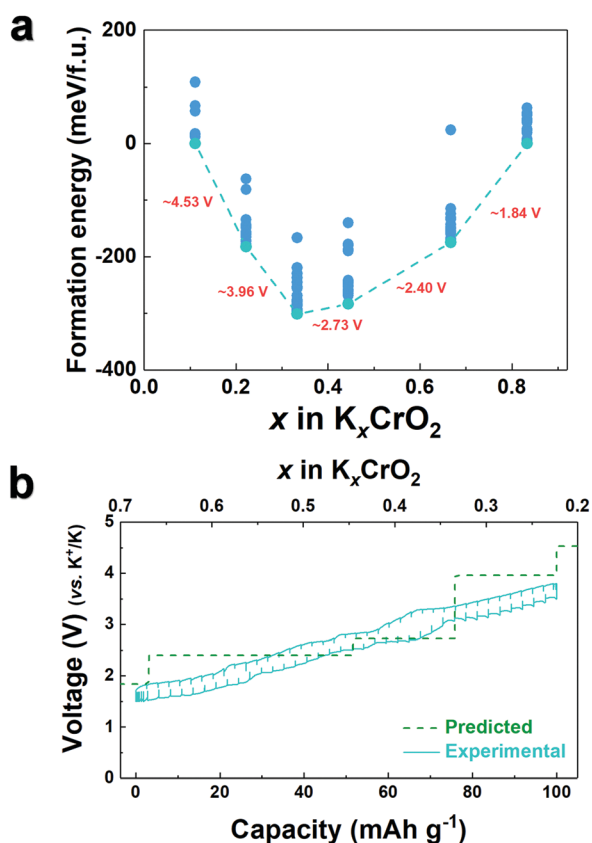 a
Formation energy (meV/f.u.)
200
0
-200
-400
~4.53 V
~3.96 V
~2.73 V
~2.40 V
~1.84 V
0.0 0.2 0.4 0.6 0.8
x in KxCrO2
b
x in KxCrO2
0.7 0.6 0.5 0.4 0.3 0.2
Voltage (V) (vs. K+/K)
5
4
3
2
1
0
Predicted
Experimental
0 20 40 60 80 100
Capacity (mAh g-1)